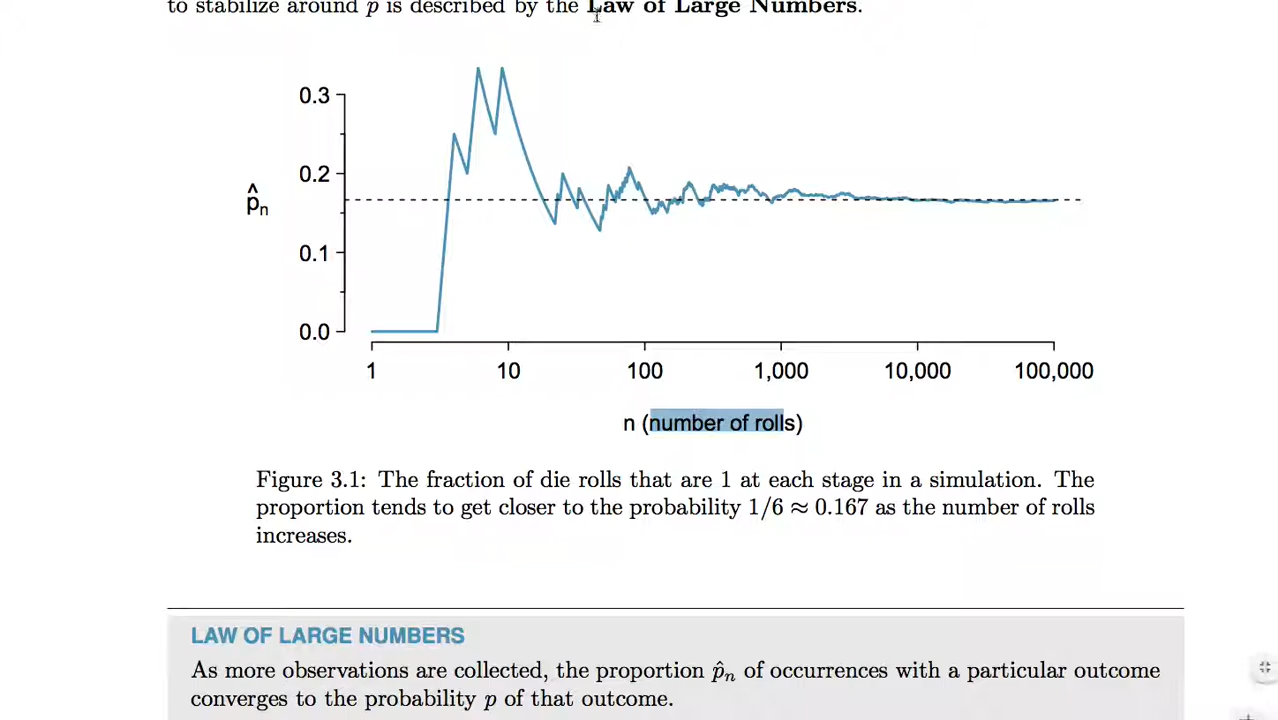 to stabilize around p is described by the Law of Large Numbers.
0.3
0.2
p̂n
0.1
0.0
1 10 100 1,000 10,000 100,000
n (number of rolls)
Figure 3.1: The fraction of die rolls that are 1 at each stage in a simulation. The
proportion tends to get closer to the probability 1/6 ≈ 0.167 as the number of rolls
increases.
LAW OF LARGE NUMBERS
As more observations are collected, the proportion p̂n of occurrences with a particular outcome
converges to the probability p of that outcome.